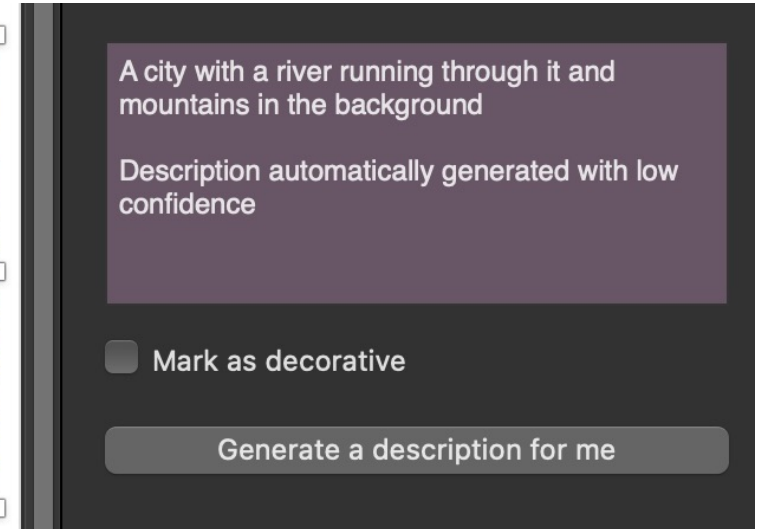 A city with a river running through it and
mountains in the background
Description automatically generated with low
confidence
Mark as decorative
Generate a description for me